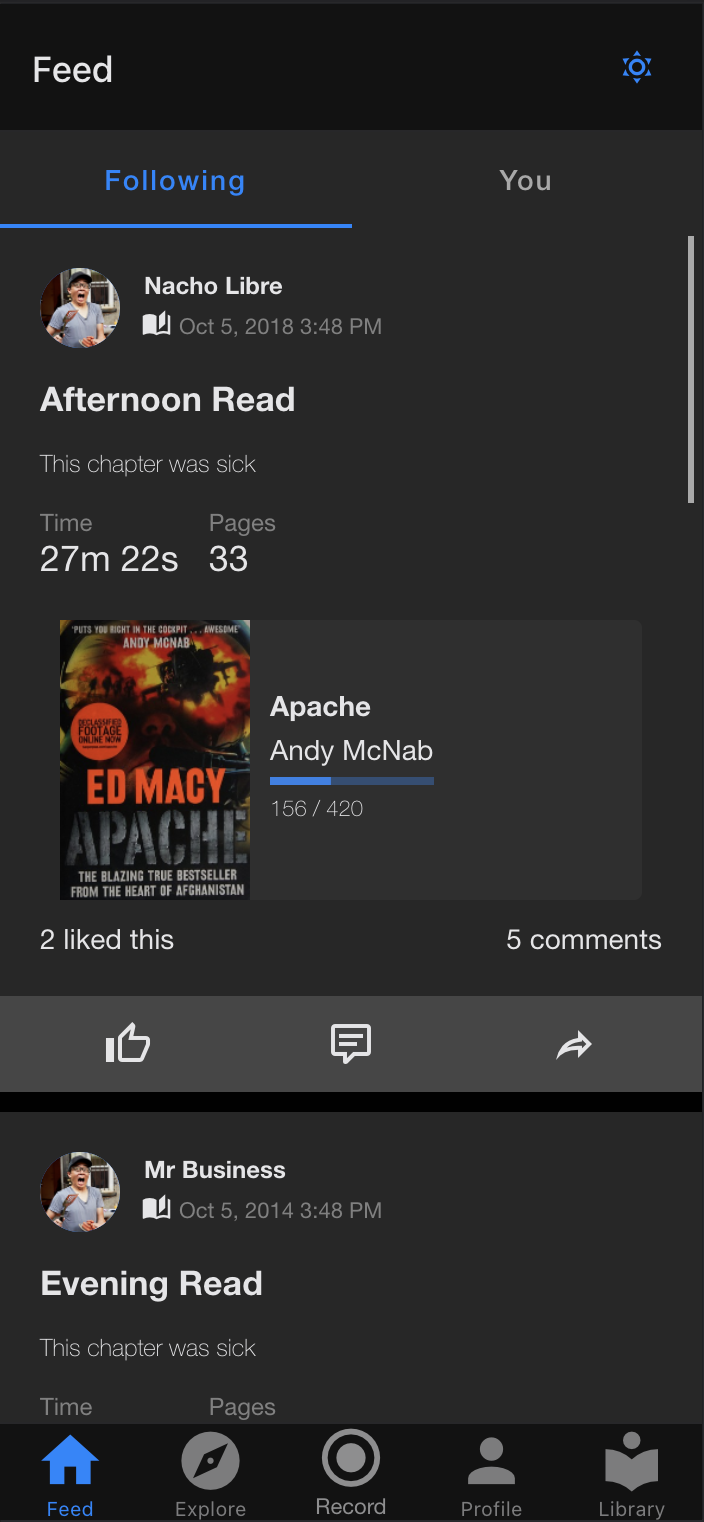 Feed
Following You
Nacho Libre
Oct 5, 2018 3:48 PM
Afternoon Read
This chapter was sick
Time Pages
27m 22s 33
'PUTS YOU RIGHT IN THE COCKPIT . . . AWESOME'
ANDY MCNAB
DECLASSIFIED
FOOTAGE
ONLINE NOW
ED MACY
APACHE
THE BLAZING TRUE BESTSELLER
FROM THE HEART OF AFGHANISTAN
Apache
Andy McNab
156 / 420
2 liked this 5 comments
Mr Business
Oct 5, 2014 3:48 PM
Evening Read
This chapter was sick
Time Pages
Feed Explore Record Profile Library